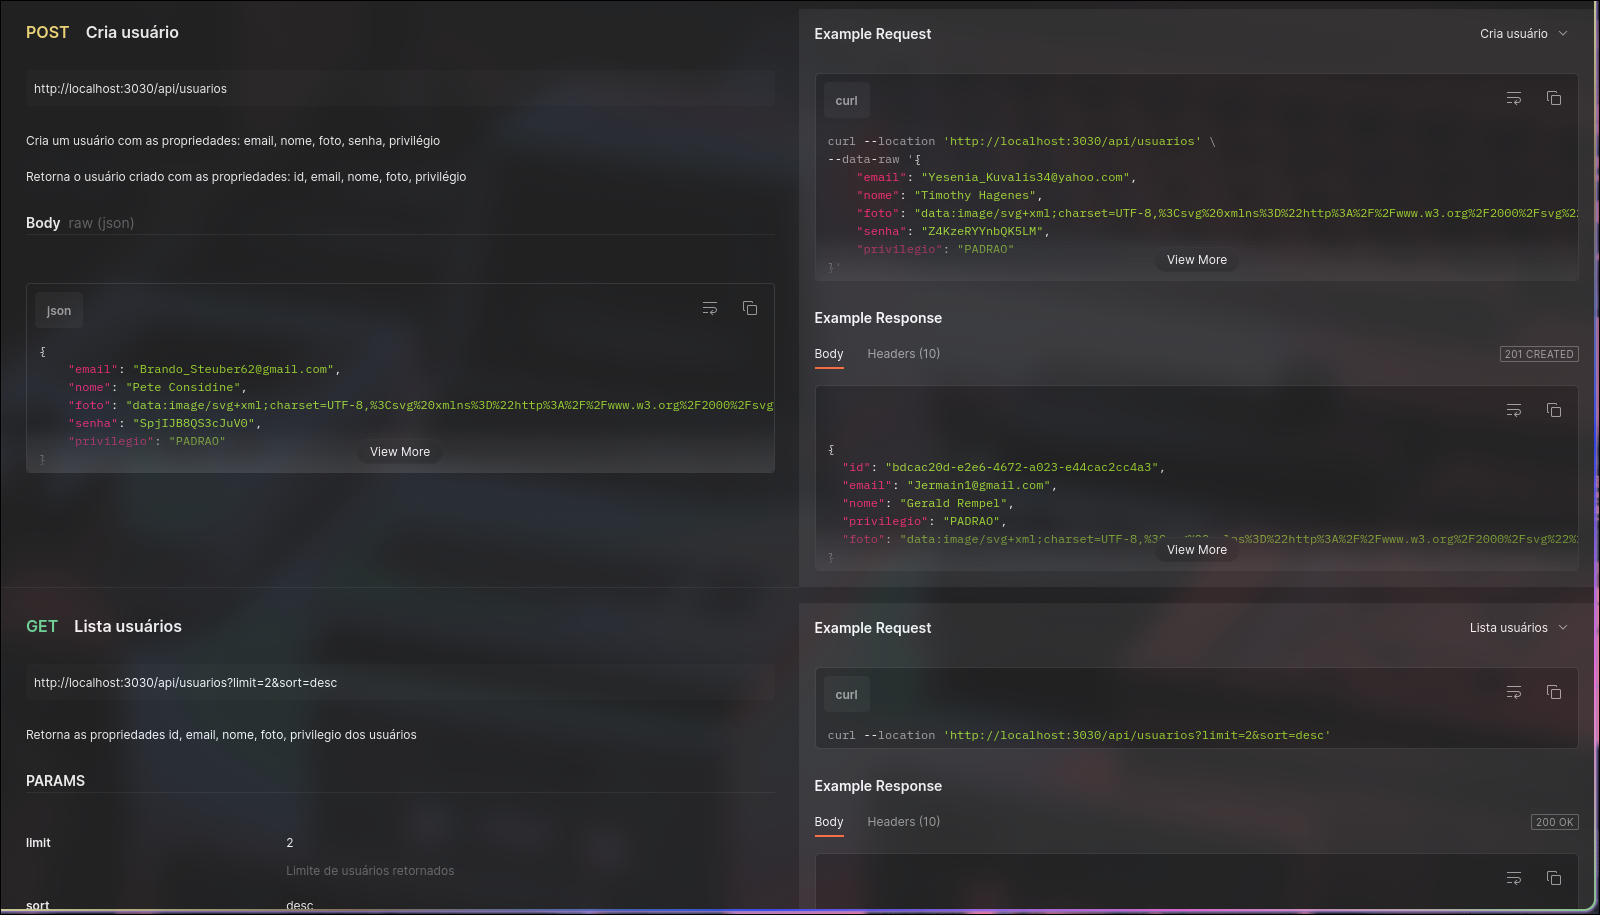 POST Cria usuário
http://localhost:3030/api/usuarios
Cria um usuário com as propriedades: email, nome, foto, senha, privilégio
Retorna o usuário criado com as propriedades: id, email, nome, foto, privilégio
Body raw (json)
json
{
"email": "Brando_Steuber62@gmail.com",
"nome": "Pete Considine",
"foto": "data:image/svg+xml;charset=UTF-8,%3Csvg%20xmlns%3D%22http%3A%2F%2Fwww.w3.org%2F2000%2Fsvg
"senha": "SpjIJB8QS3cJuV0",
"privilegio": "PADRAO"
}
View More
Example Request
Cria usuário
curl
curl --location 'http://localhost:3030/api/usuarios' \
--data-raw '{
"email": "Yesenia_Kuvalis34@yahoo.com",
"nome": "Timothy Hagenes",
"foto": "data:image/svg+xml;charset=UTF-8,%3Csvg%20xmlns%3D%22http%3A%2F%2Fwww.w3.org%2F2000%2Fsvg%22
"senha": "Z4KzeRYYnbQK5LM",
"privilegio": "PADRAO"
}'
View More
Example Response
Body Headers (10)
201 CREATED
{
"id": "bdcac20d-e2e6-4672-a023-e44cac2cc4a3",
"email": "Jermain1@gmail.com",
"nome": "Gerald Rempel",
"privilegio": "PADRAO",
"foto": "data:image/svg+xml;charset=UTF-8,%3Csvg%20xmlns%3D%22http%3A%2F%2Fwww.w3.org%2F2000%2Fsvg%22%
}
View More
GET Lista usuários
http://localhost:3030/api/usuarios?limit=2&sort=desc
Retorna as propriedades id, email, nome, foto, privilegio dos usuários
PARAMS
limit 2
Limite de usuários retornados
sort desc
Example Request
Lista usuários
curl
curl --location 'http://localhost:3030/api/usuarios?limit=2&sort=desc'
Example Response
Body Headers (10)
200 OK